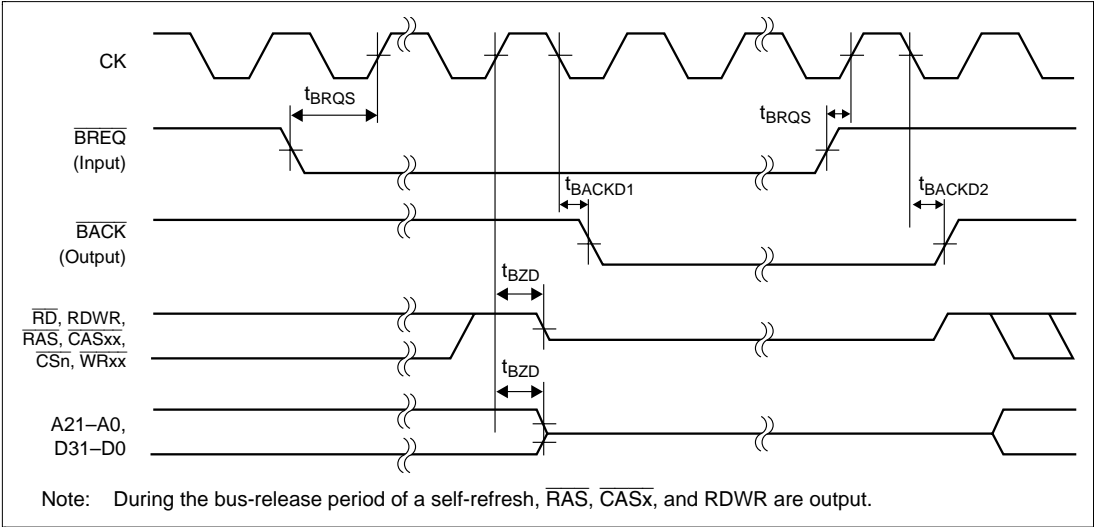 CK
tBRQS
tBRQS
BREQ
(Input)
tBACKD1
tBACKD2
BACK
(Output)
tBZD
RD, RDWR,
RAS, CASxx,
CSn, WRxx
tBZD
A21–A0,
D31–D0
Note: During the bus-release period of a self-refresh, RAS, CASx, and RDWR are output.